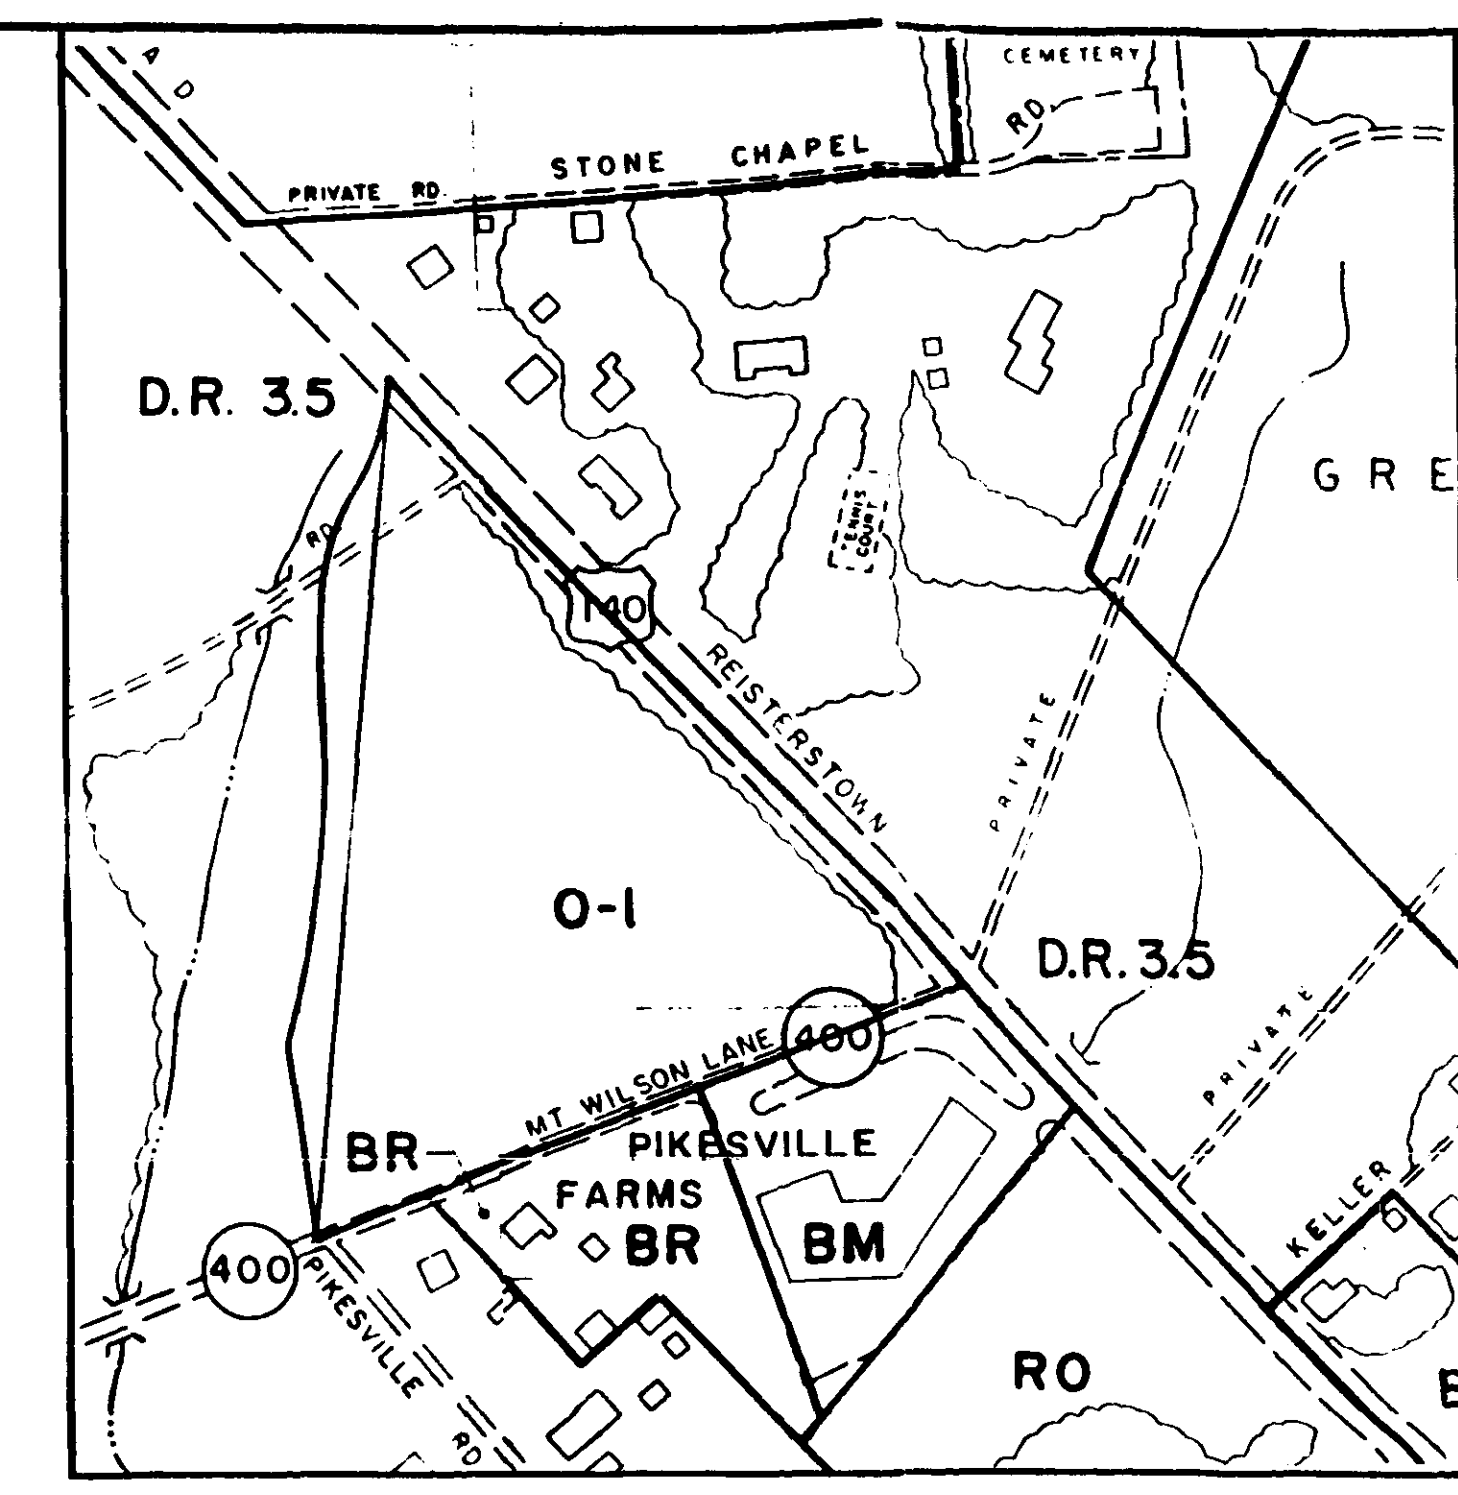 A D
CEMETERY
RD.
STONE CHAPEL
PRIVATE RD.
D.R. 3.5
GRE
TENNIS
COURT
RD
140
REISTERSTOWN
PRIVATE
O-1
D.R. 3.5
PRIVATE
400
MT WILSON LANE
BR
PIKESVILLE
FARMS
BR
BM
KELLER
400
PIKESVILLE
RD
RO